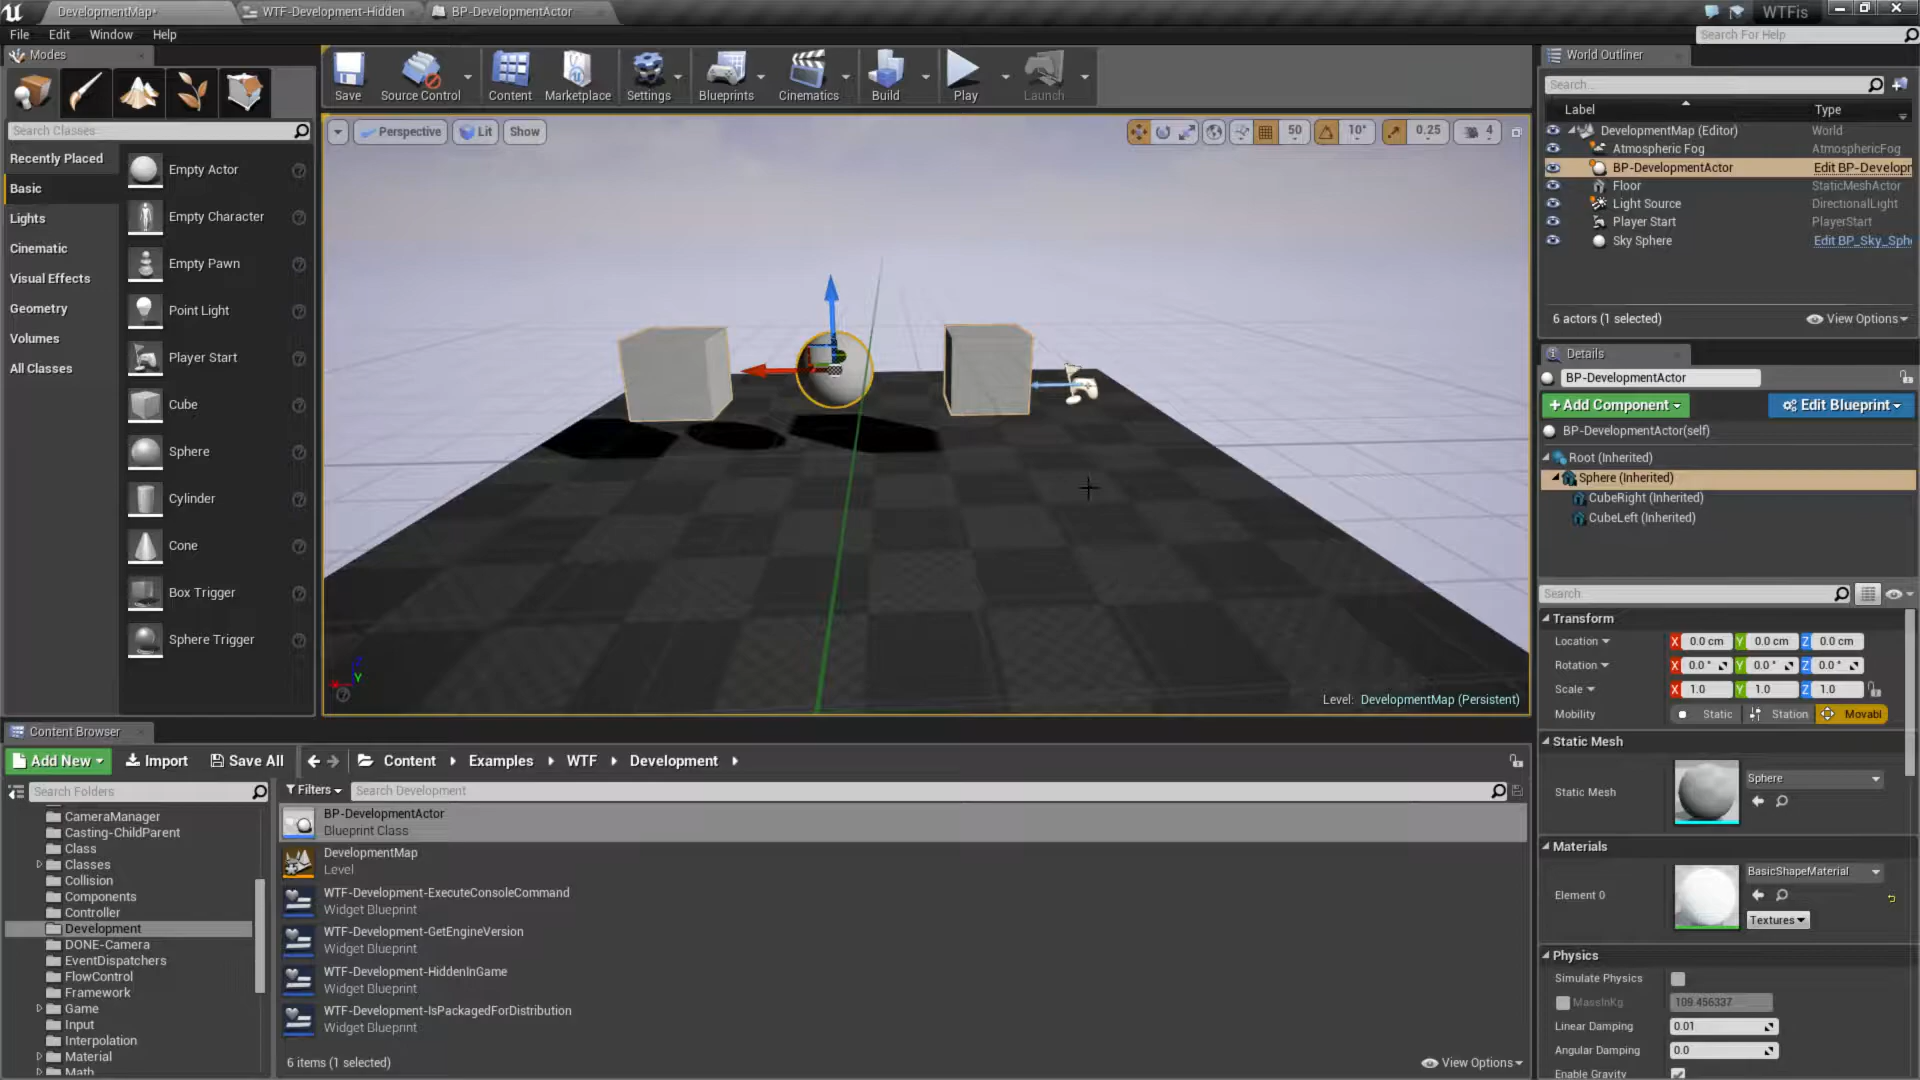 DevelopmentMap*
WTF-Development-Hidden
BP-DevelopmentActor
WTFis
File Edit Window Help
Search For Help
Modes
Search Classes
Recently Placed
Basic
Lights
Cinematic
Visual Effects
Geometry
Volumes
All Classes
Empty Actor
Empty Character
Empty Pawn
Point Light
Player Start
Cube
Sphere
Cylinder
Cone
Box Trigger
Sphere Trigger
Save
Source Control
Content
Marketplace
Settings
Blueprints
Cinematics
Build
Play
Launch
Perspective
Lit
Show
50
10°
0.25
4
Y
Level: DevelopmentMap (Persistent)
World Outliner
Search...
Label Type
DevelopmentMap (Editor) World
Atmospheric Fog AtmosphericFog
BP-DevelopmentActor Edit BP-Developn
Floor StaticMeshActor
Light Source DirectionalLight
Player Start PlayerStart
Sky Sphere Edit BP_Sky_Sph
6 actors (1 selected)
View Options
Details
BP-DevelopmentActor
+Add Component
Edit Blueprint
BP-DevelopmentActor(self)
Root (Inherited)
Sphere (Inherited)
CubeRight (Inherited)
CubeLeft (Inherited)
Search
Transform
Location X 0.0 cm Y 0.0 cm Z 0.0 cm
Rotation X 0.0 ° Y 0.0 ° Z 0.0 °
Scale X 1.0 Y 1.0 Z 1.0
Mobility Static Station Movabl
Static Mesh
Static Mesh
Sphere
Materials
Element 0
BasicShapeMaterial
Textures
Physics
Simulate Physics
MassInKg 109.456337
Linear Damping 0.01
Angular Damping 0.0
Enable Gravity
Content Browser
Add New Import Save All
Content Examples WTF Development
Search Folders
Filters
Search Development
CameraManager
Casting-ChildParent
Class
Classes
Collision
Components
Controller
Development
DONE-Camera
EventDispatchers
FlowControl
Framework
Game
Input
Interpolation
Material
Math
BP-DevelopmentActor
Blueprint Class
DevelopmentMap
Level
WTF-Development-ExecuteConsoleCommand
Widget Blueprint
WTF-Development-GetEngineVersion
Widget Blueprint
WTF-Development-HiddenInGame
Widget Blueprint
WTF-Development-IsPackagedForDistribution
Widget Blueprint
6 items (1 selected)
View Options